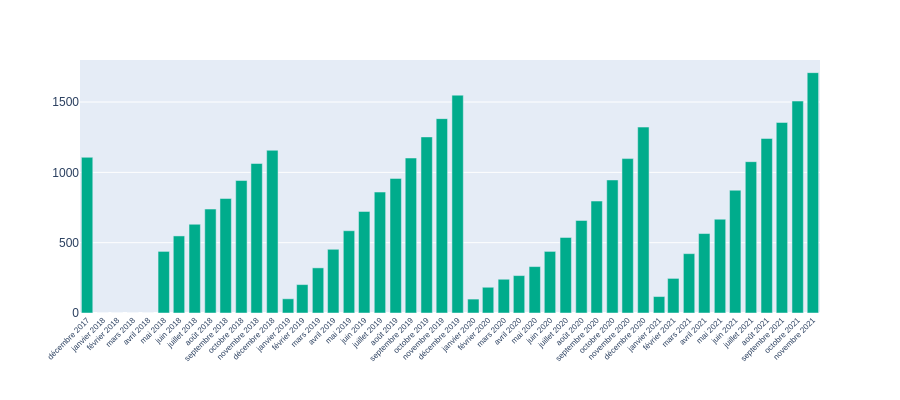 1500
1000
500
0
décembre 2017
janvier 2018
février 2018
mars 2018
avril 2018
mai 2018
juin 2018
juillet 2018
août 2018
septembre 2018
octobre 2018
novembre 2018
décembre 2018
janvier 2019
février 2019
mars 2019
avril 2019
mai 2019
juin 2019
juillet 2019
août 2019
septembre 2019
octobre 2019
novembre 2019
décembre 2019
janvier 2020
février 2020
mars 2020
avril 2020
mai 2020
juin 2020
juillet 2020
août 2020
septembre 2020
octobre 2020
novembre 2020
décembre 2020
janvier 2021
février 2021
mars 2021
avril 2021
mai 2021
juin 2021
juillet 2021
août 2021
septembre 2021
octobre 2021
novembre 2021